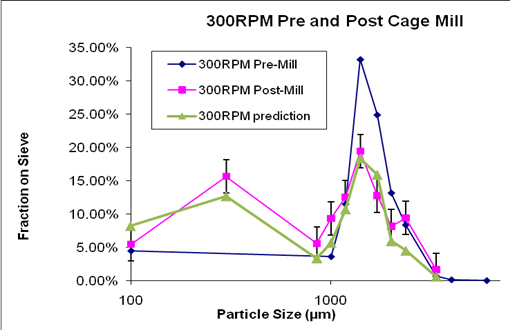 300RPM Pre and Post Cage Mill
35.00%
30.00%
25.00%
20.00%
15.00%
10.00%
5.00%
0.00%
Fraction on Sieve
300RPM Pre-Mill
300RPM Post-Mill
300RPM prediction
100
1000
Particle Size (µm)